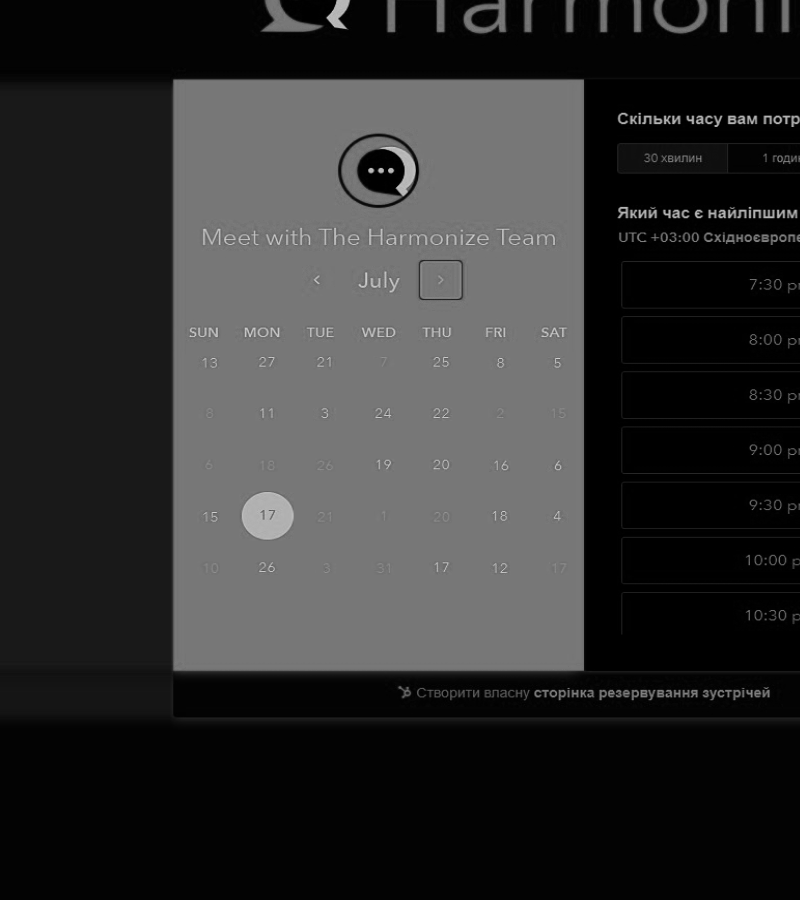 Harmoni
Скільки часу вам потр
30 хвилин 1 годи
Meet with The Harmonize Team
Який час є найліпшим
UTC +03:00 Східноєвропе
< July >
7:30 p
SUN MON TUE WED THU FRI SAT
8:00 p
13 27 21 7 25 8 5
8:30 p
8 11 3 24 22 2 15
9:00 p
6 18 26 19 20 16 6
9:30 p
15 17 21 1 20 18 4
10:00 p
10 26 3 31 17 12 17
10:30 p
Створити власну сторінка резервування зустрічей